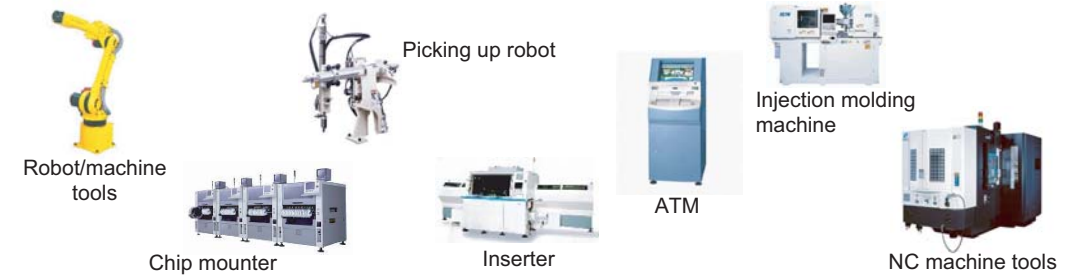 Picking up robot
Injection molding
machine
Robot/machine
tools
ATM
Chip mounter
Inserter
NC machine tools